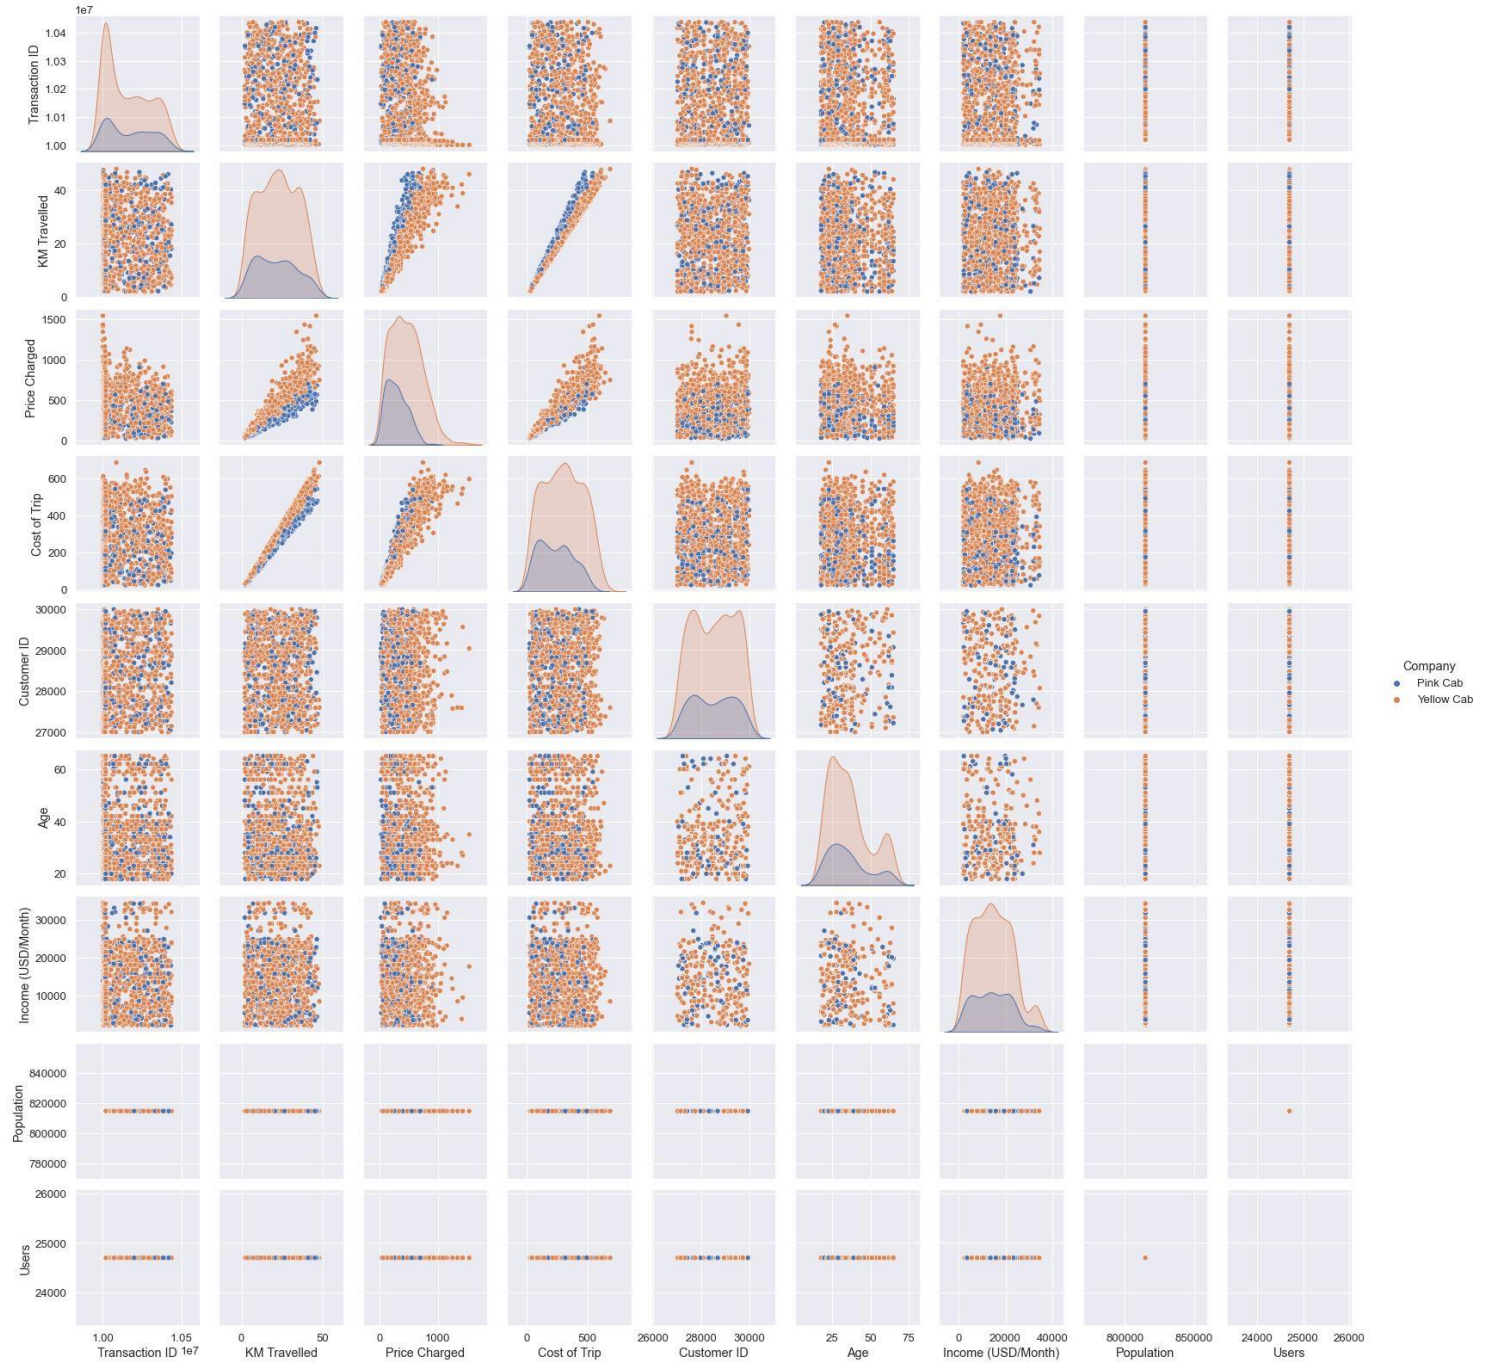 1e7
1.04
1.03
1.02
1.01
1.00
Transaction ID
40
20
0
KM Travelled
1500
1000
500
0
Price Charged
600
400
200
0
Cost of Trip
30000
29000
28000
27000
Customer ID
Company
Pink Cab
Yellow Cab
60
40
20
Age
30000
20000
10000
Income (USD/Month)
840000
820000
800000
780000
Population
26000
25000
24000
Users
1.00 1.05 0 50 0 1000 0 500 26000 28000 30000 25 50 75 0 20000 40000 800000 850000 24000 25000 26000
Transaction ID 1e7 KM Travelled Price Charged Cost of Trip Customer ID Age Income (USD/Month) Population Users